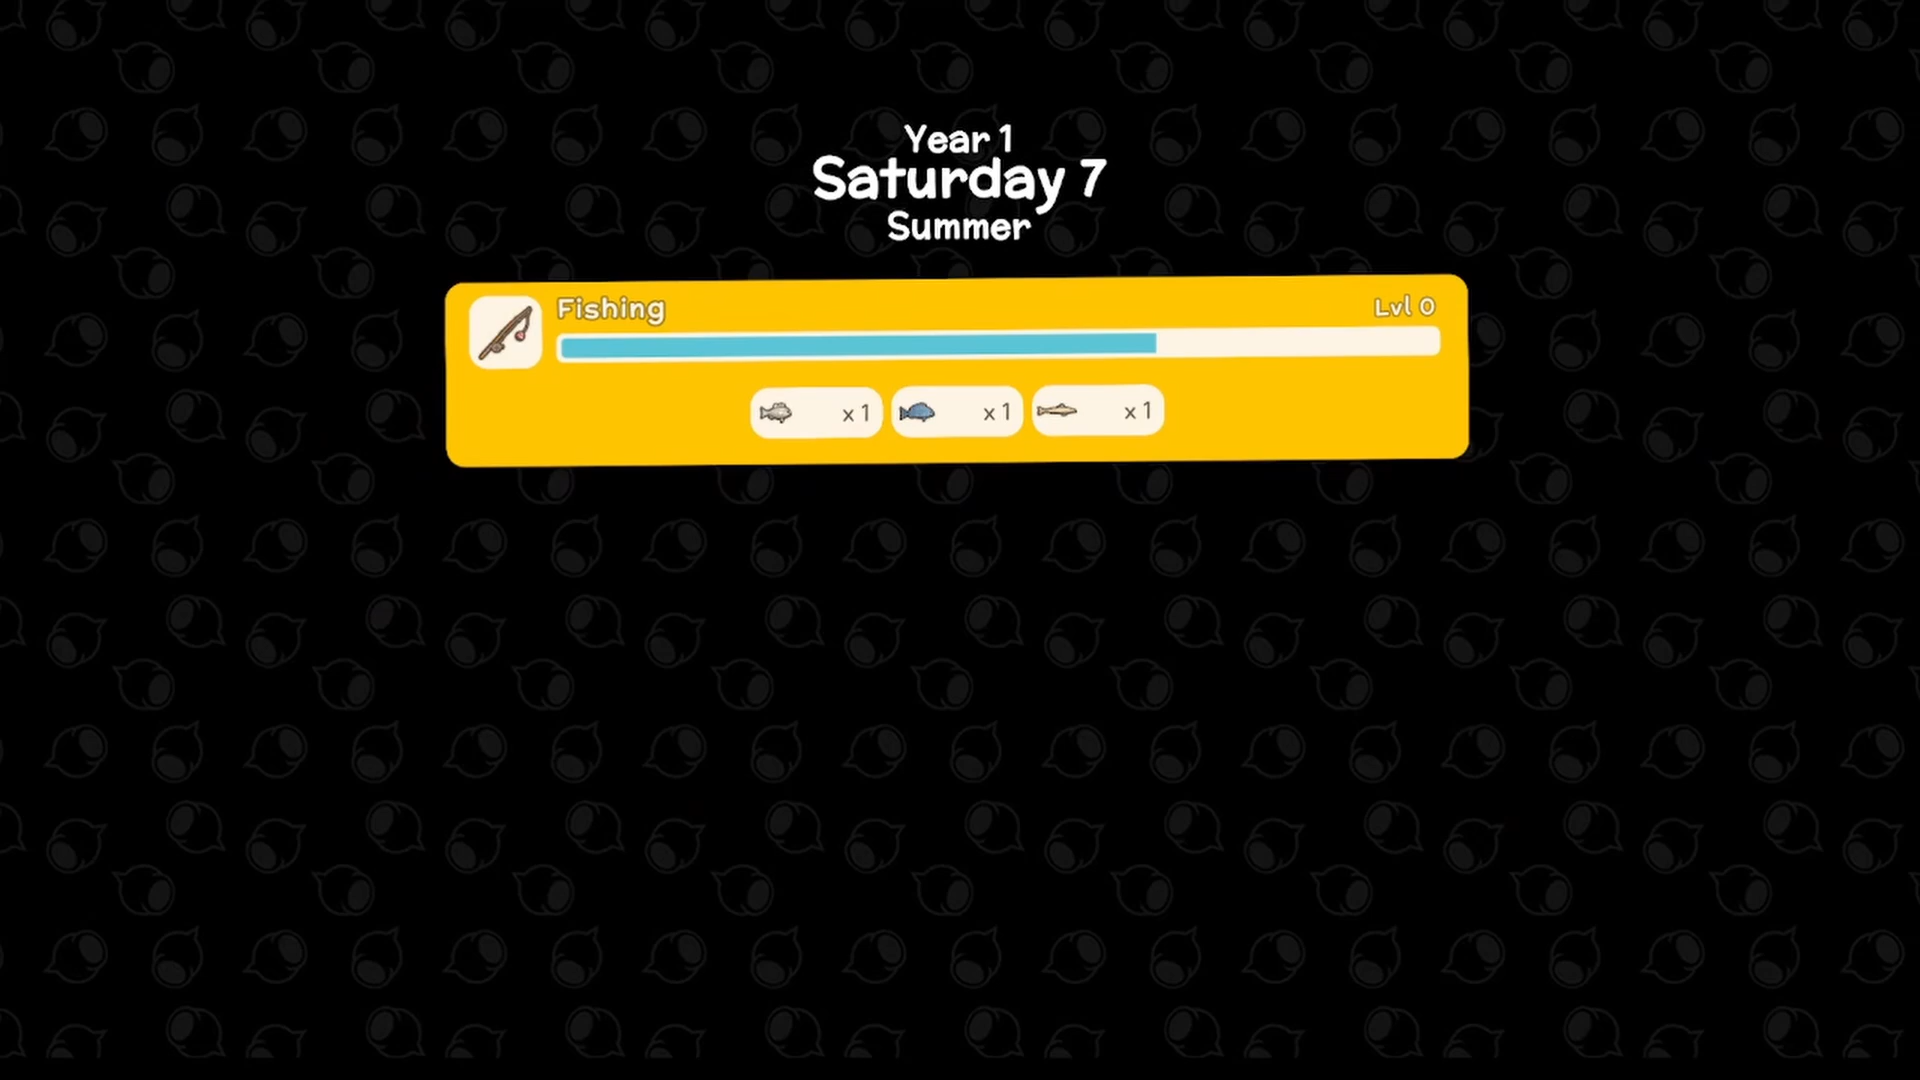 Year 1
Saturday 7
Summer
Fishing
Lvl 0
x 1
x 1
x 1